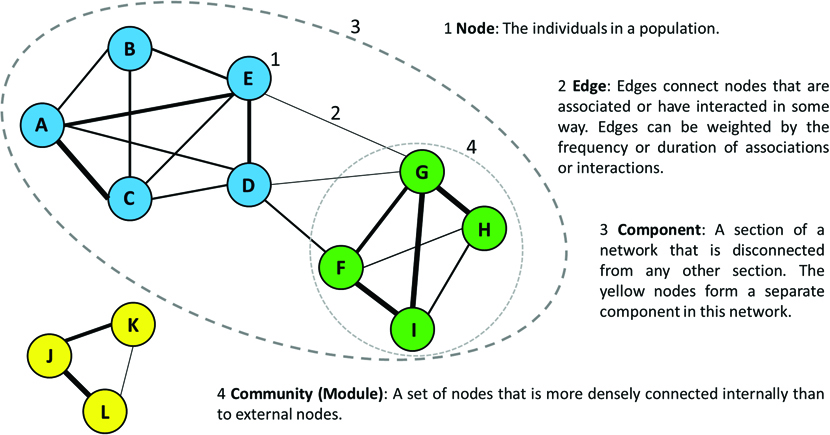 3
1 Node: The individuals in a population.
B
E
1
2 Edge: Edges connect nodes that are
associated or have interacted in some
way. Edges can be weighted by the
frequency or duration of associations
or interactions.
A
2
4
C
D
G
H
3 Component: A section of a
network that is disconnected
from any other section. The
yellow nodes form a separate
component in this network.
F
I
K
J
L
4 Community (Module): A set of nodes that is more densely connected internally than
to external nodes.